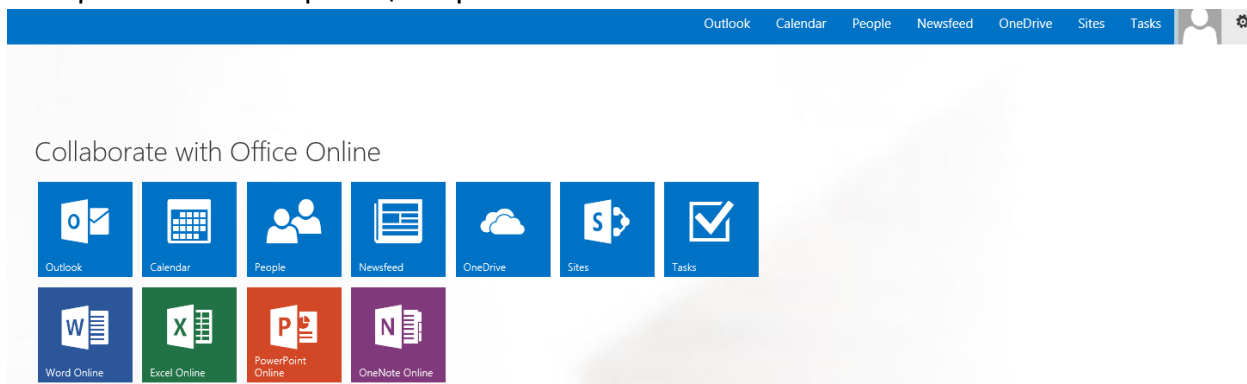 Outlook Calendar People Newsfeed OneDrive Sites Tasks
Collaborate with Office Online
Outlook Calendar People Newsfeed OneDrive Sites Tasks
Word Online Excel Online PowerPoint Online OneNote Online